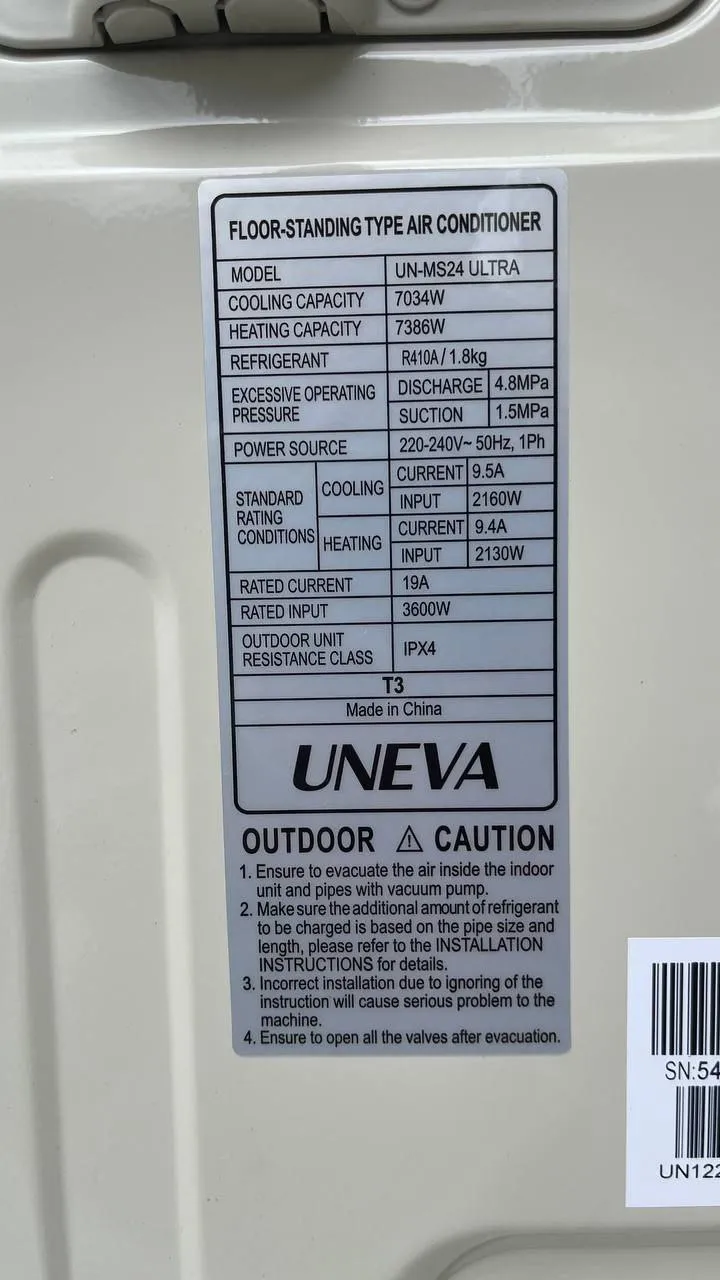 FLOOR-STANDING TYPE AIR CONDITIONER
MODEL UN-MS24 ULTRA
COOLING CAPACITY 7034W
HEATING CAPACITY 7386W
REFRIGERANT R410A / 1.8kg
EXCESSIVE OPERATING PRESSURE DISCHARGE 4.8MPa
SUCTION 1.5MPa
POWER SOURCE 220-240V~ 50Hz, 1Ph
STANDARD RATING CONDITIONS COOLING CURRENT 9.5A
INPUT 2160W
HEATING CURRENT 9.4A
INPUT 2130W
RATED CURRENT 19A
RATED INPUT 3600W
OUTDOOR UNIT RESISTANCE CLASS IPX4
T3
Made in China
UNEVA
OUTDOOR ⚠ CAUTION
1. Ensure to evacuate the air inside the indoor
unit and pipes with vacuum pump.
2. Make sure the additional amount of refrigerant
to be charged is based on the pipe size and
length, please refer to the INSTALLATION
INSTRUCTIONS for details.
3. Incorrect installation due to ignoring of the
instruction will cause serious problem to the
machine.
4. Ensure to open all the valves after evacuation.
SN:54
UN122